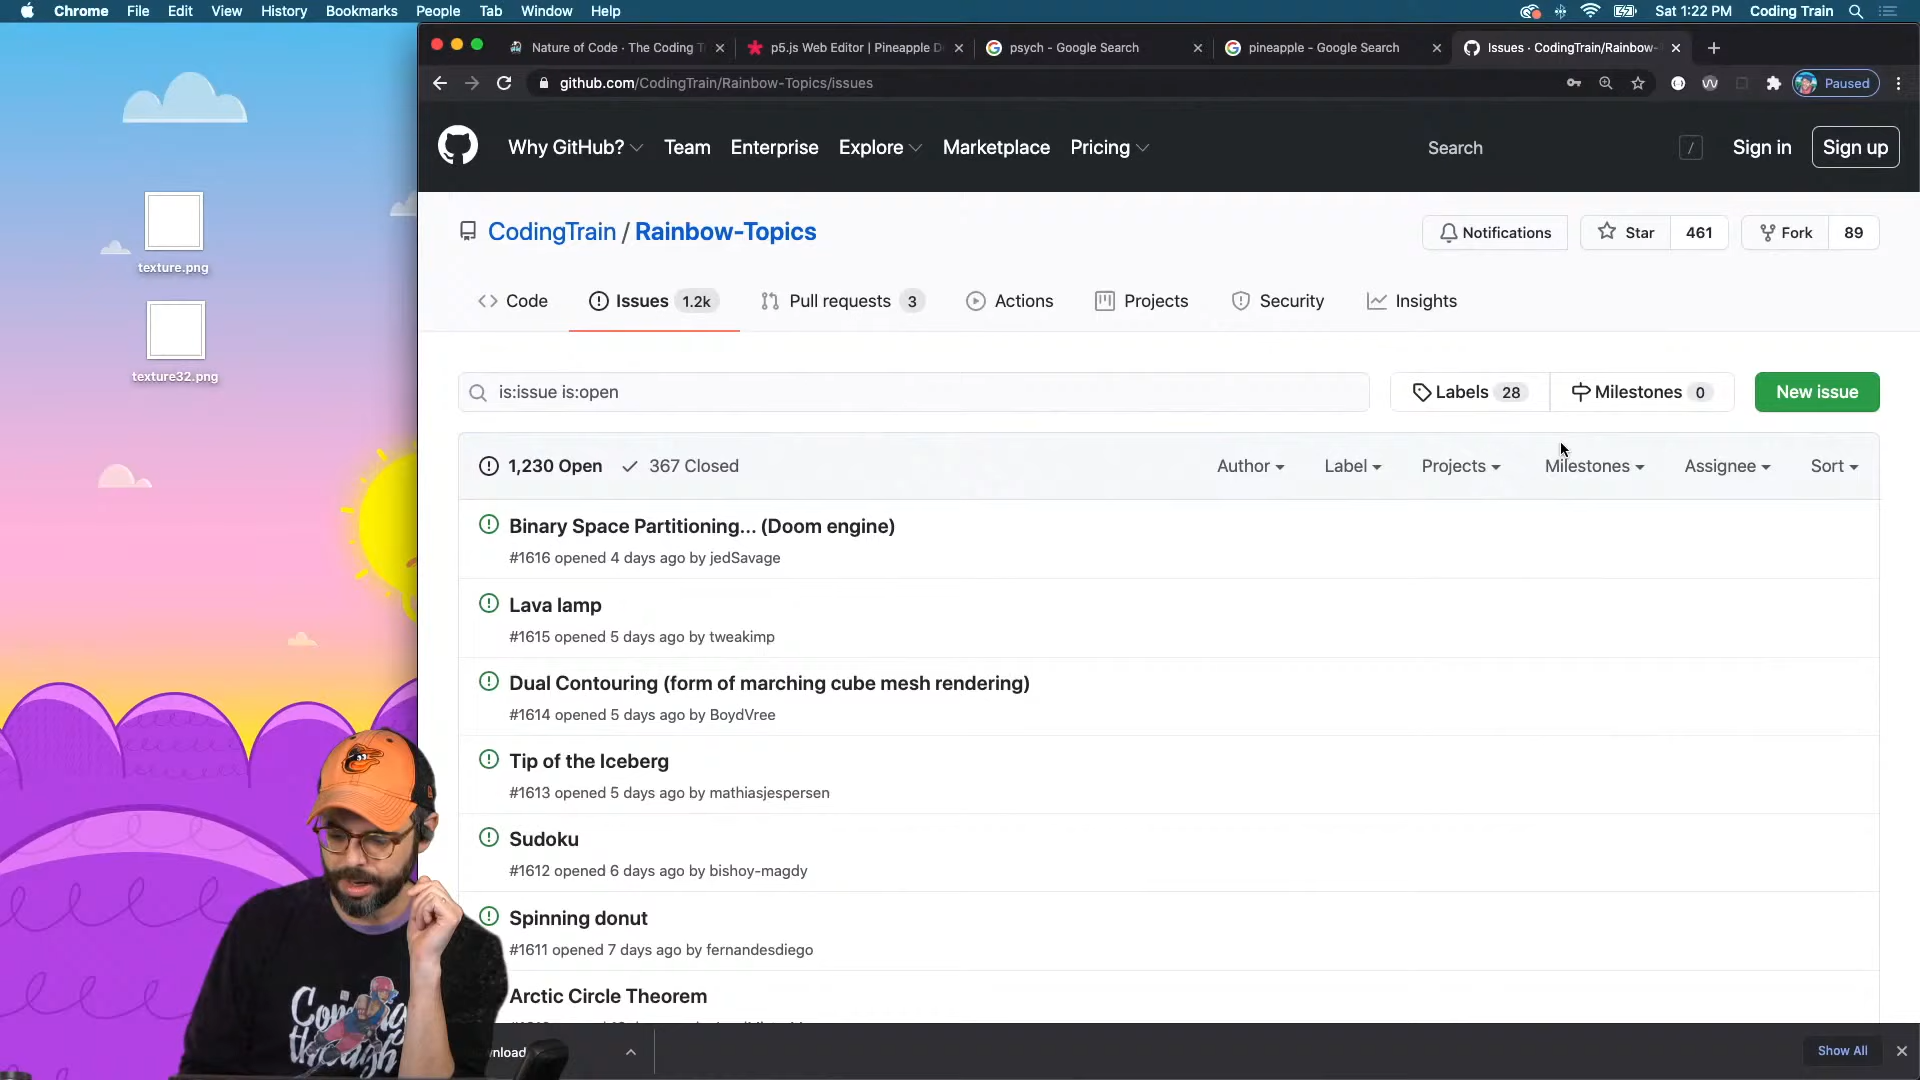 Chrome File Edit View History Bookmarks People Tab Window Help Sat 1:22 PM Coding Train
Nature of Code · The Coding T
p5.js Web Editor | Pineapple D
psych - Google Search
pineapple - Google Search
Issues · CodingTrain/Rainbow-
github.com/CodingTrain/Rainbow-Topics/issues
Paused
Why GitHub? Team Enterprise Explore Marketplace Pricing Search / Sign in Sign up
CodingTrain / Rainbow-Topics
Notifications Star 461 Fork 89
Code Issues 1.2k Pull requests 3 Actions Projects Security Insights
is:issue is:open
Labels 28 Milestones 0 New issue
1,230 Open 367 Closed Author Label Projects Milestones Assignee Sort
Binary Space Partitioning... (Doom engine)
#1616 opened 4 days ago by jedSavage
Lava lamp
#1615 opened 5 days ago by tweakimp
Dual Contouring (form of marching cube mesh rendering)
#1614 opened 5 days ago by BoydVree
Tip of the Iceberg
#1613 opened 5 days ago by mathiasjespersen
Sudoku
#1612 opened 6 days ago by bishoy-magdy
Spinning donut
#1611 opened 7 days ago by fernandesdiego
Arctic Circle Theorem
nload
Show All
texture.png
texture32.png
through